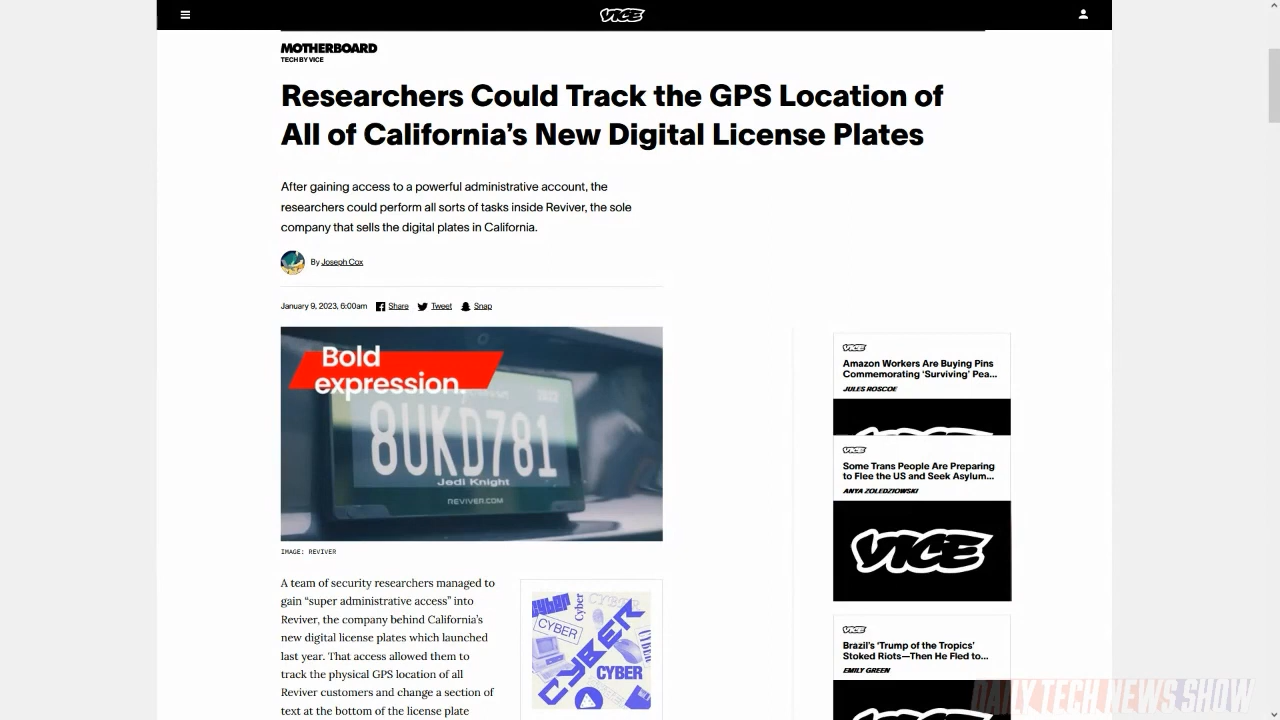 VICE
MOTHERBOARD
TECH BY VICE
Researchers Could Track the GPS Location of
All of California's New Digital License Plates
After gaining access to a powerful administrative account, the
researchers could perform all sorts of tasks inside Reviver, the sole
company that sells the digital plates in California.
By Joseph Cox
January 9, 2023, 6:00am Share Tweet Snap
Bold
expression.
8UKD781
Jedi Knight
REVIVER.COM
IMAGE: REVIVER
A team of security researchers managed to
gain “super administrative access” into
Reviver, the company behind California's
new digital license plates which launched
last year. That access allowed them to
track the physical GPS location of all
Reviver customers and change a section of
text at the bottom of the license plate
cyber
Cyber
CYBER
CYBER
CYBER
CYBER
VICE
Amazon Workers Are Buying Pins
Commemorating ‘Surviving’ Pea...
JULES ROSCOE
VICE
Some Trans People Are Preparing
to Flee the US and Seek Asylum...
ANYA ZOLEDZIOWSKI
VICE
VICE
Brazil's ‘Trump of the Tropics’
Stoked Riots—Then He Fled to...
EMILY GREEN
DAILY TECH NEWS SHOW